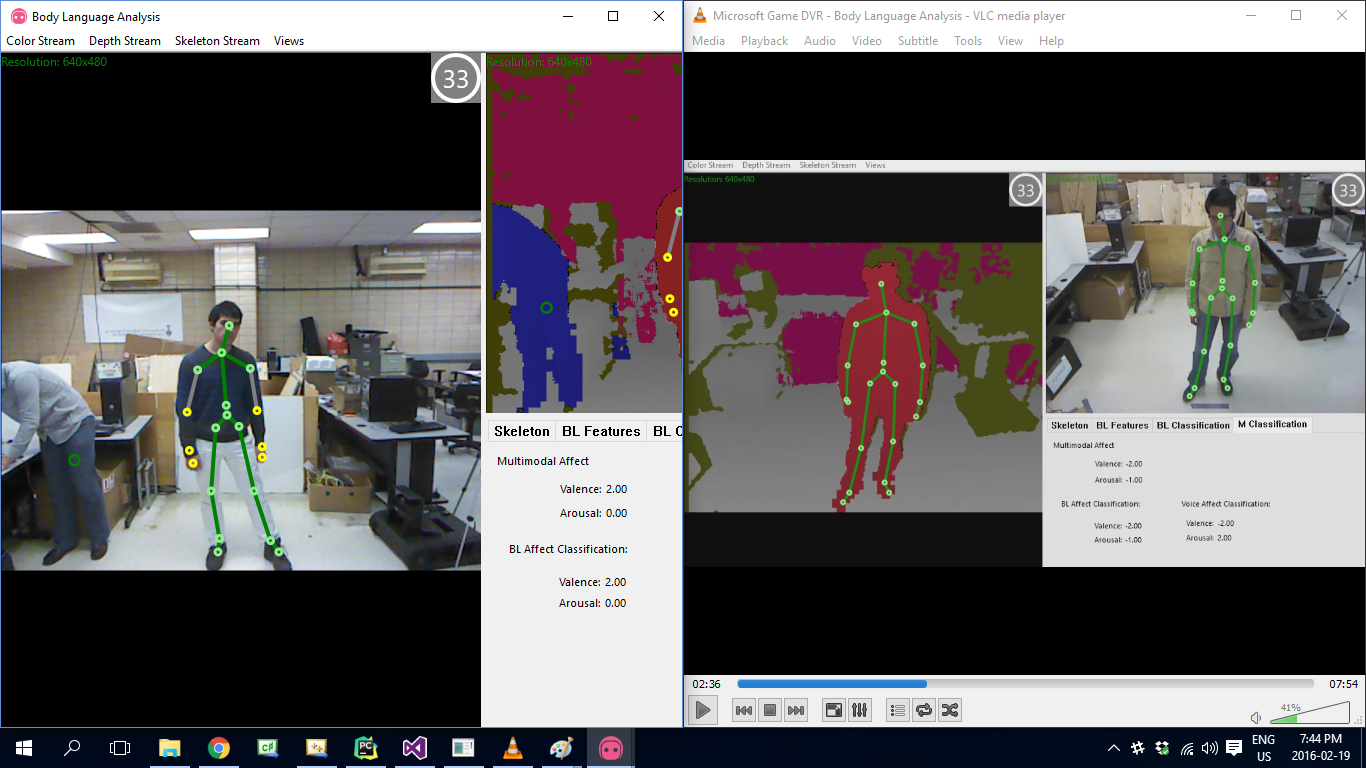 Body Language Analysis
Color Stream Depth Stream Skeleton Stream Views
Resolution: 640x480
33
Resolution: 640x480
Skeleton BL Features BL C
Multimodal Affect
Valence: 2.00
Arousal: 0.00
BL Affect Classification:
Valence: 2.00
Arousal: 0.00
Microsoft Game DVR - Body Language Analysis - VLC media player
Media Playback Audio Video Subtitle Tools View Help
Color Stream Depth Stream Skeleton Stream Views
Resolution: 640x480
33
Resolution: 640x480
33
Skeleton BL Features BL Classification M Classification
Multimodal Affect
Valence: -2.00
Arousal: -1.00
BL Affect Classification: Voice Affect Classification:
Valence: -2.00 Valence: -2.00
Arousal: -1.00 Arousal: 2.00
02:36 07:54
41%
PC
ENG 7:44 PM
US 2016-02-19